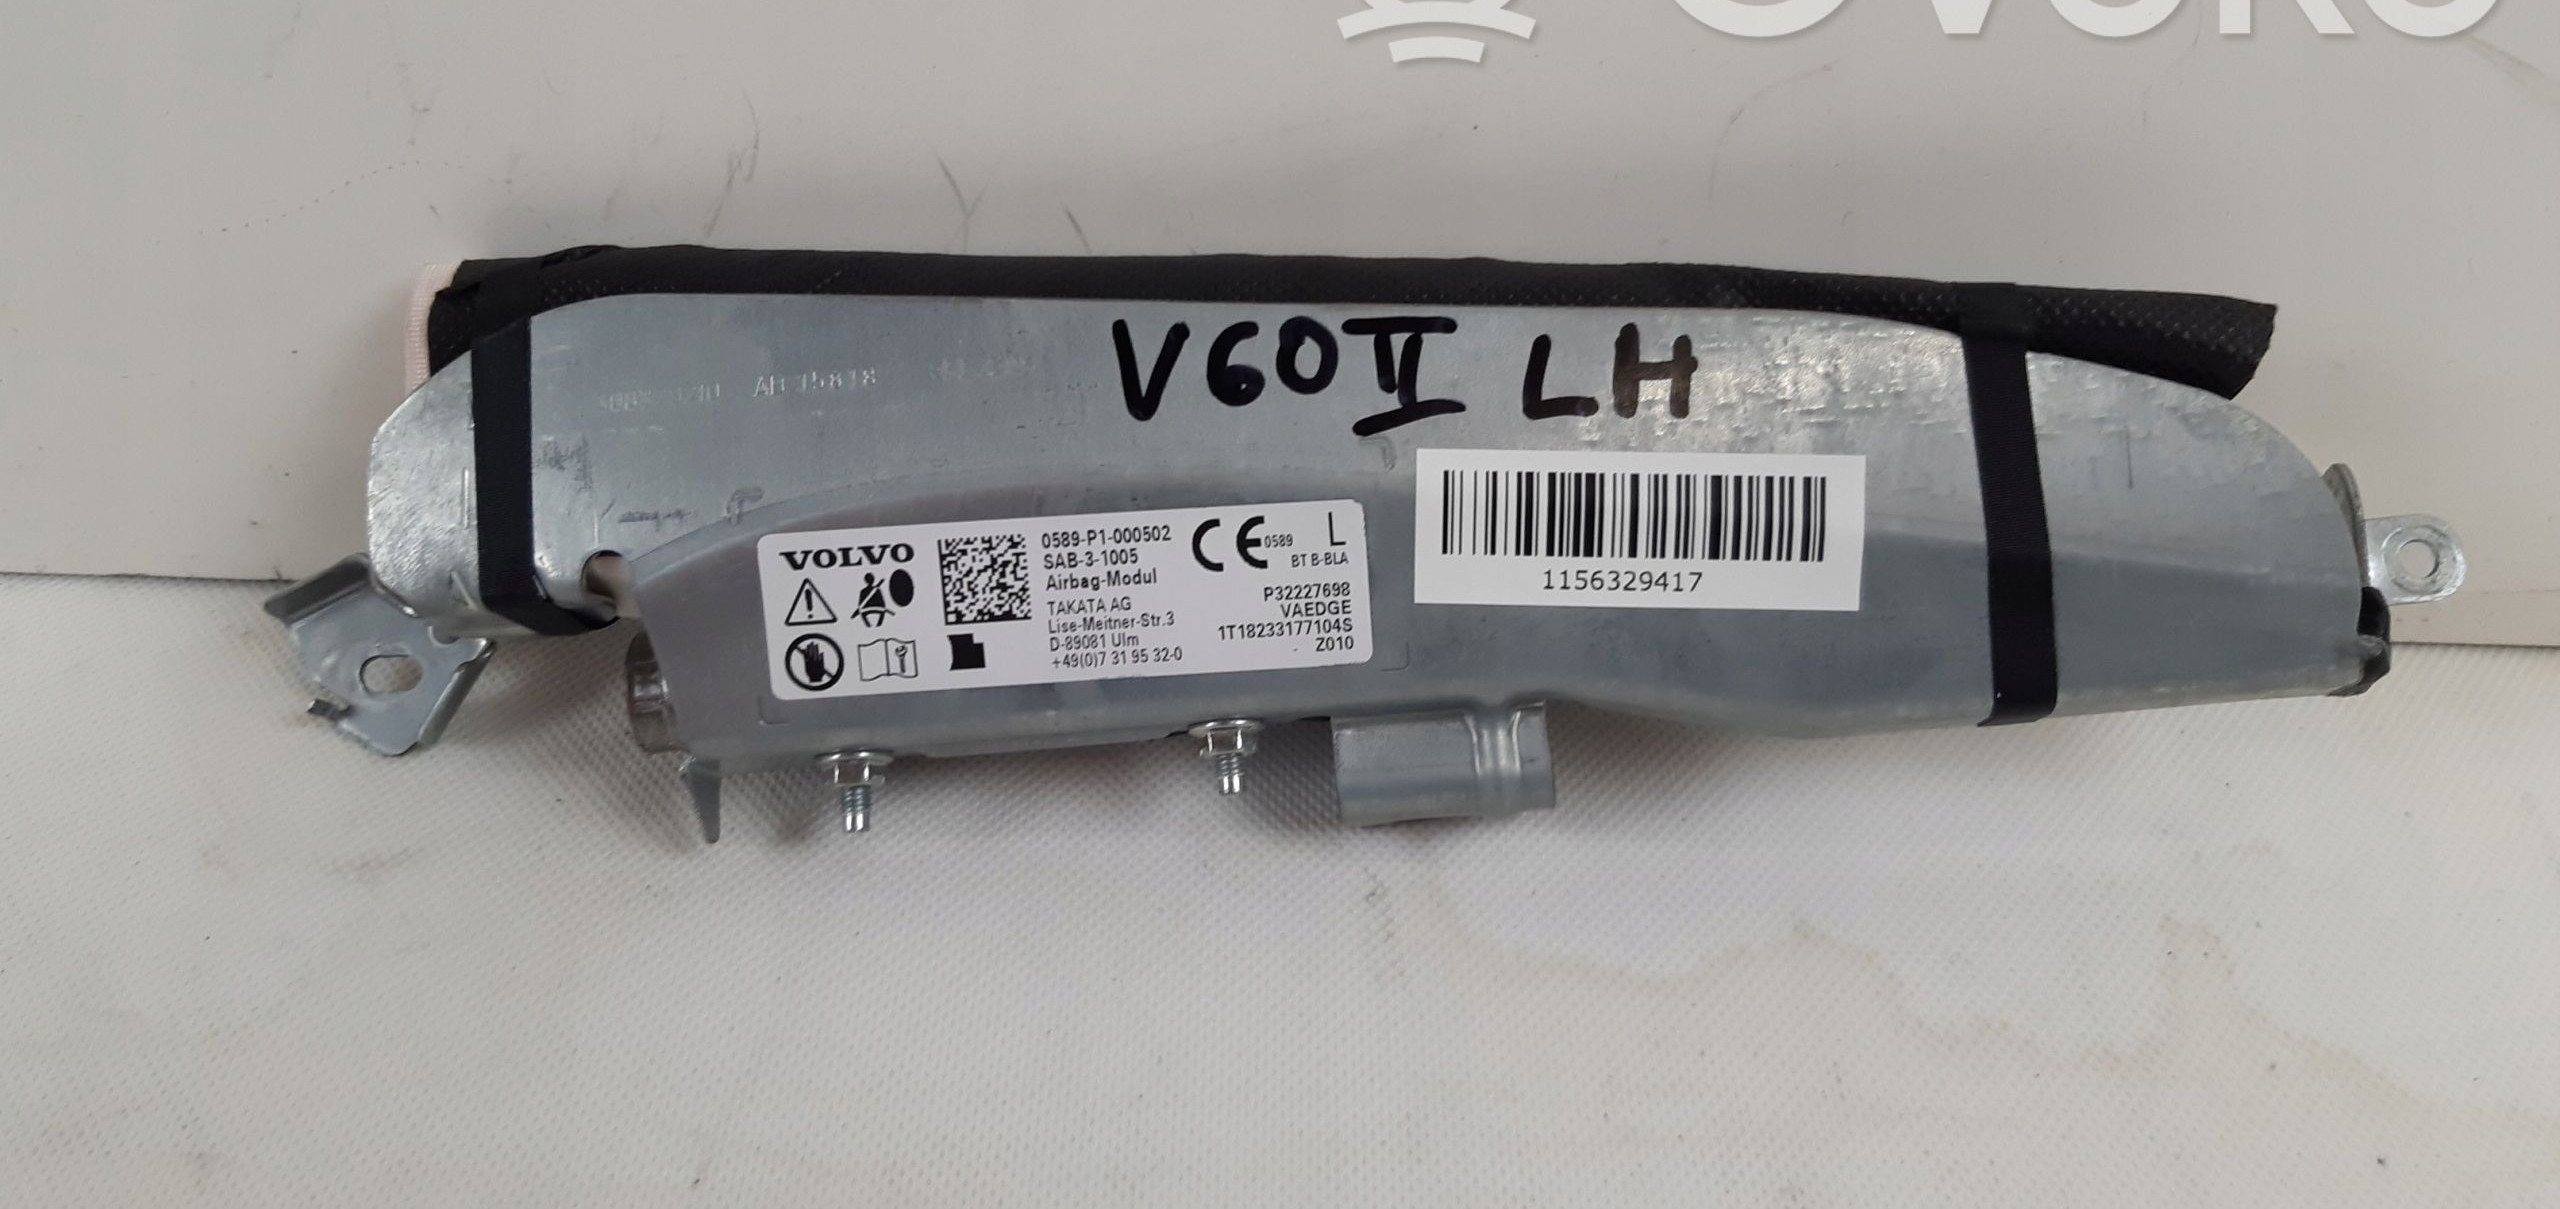 V60 II LH
VOLVO
0589-P1-000502
SAB-3-1005
Airbag-Modul
TAKATA AG
Lise-Meitner-Str.3
D-89081 Ulm
+49(0)7 31 95 32-0
CE 0589
L
BT B-BLA
P32227698
VAEDGE
1T18233177104S
Z010
1156329417